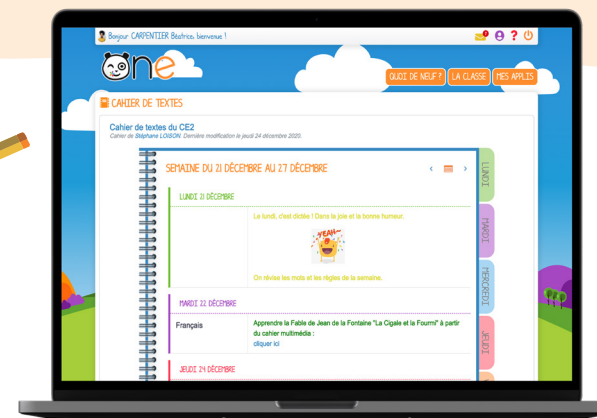 Bonjour CARPENTIER Béatrice, bienvenue !
one
QUOI DE NEUF ?
LA CLASSE
MES APPLIS
CAHIER DE TEXTES
Cahier de textes du CE2
Cahier de Stéphane LOISON. Dernière modification le jeudi 24 décembre 2020.
SEMAINE DU 21 DÉCEMBRE AU 27 DÉCEMBRE
LUNDI 21 DÉCEMBRE
Le lundi, c'est dictée ! Dans la joie et la bonne humeur.
YEAH
On révise les mots et les règles de la semaine.
MARDI 22 DÉCEMBRE
Français
Apprendre la Fable de Jean de la Fontaine "La Cigale et la Fourmi" à partir
du cahier multimédia :
cliquer ici
JEUDI 24 DÉCEMBRE
LUNDI
MARDI
MERCREDI
JEUDI